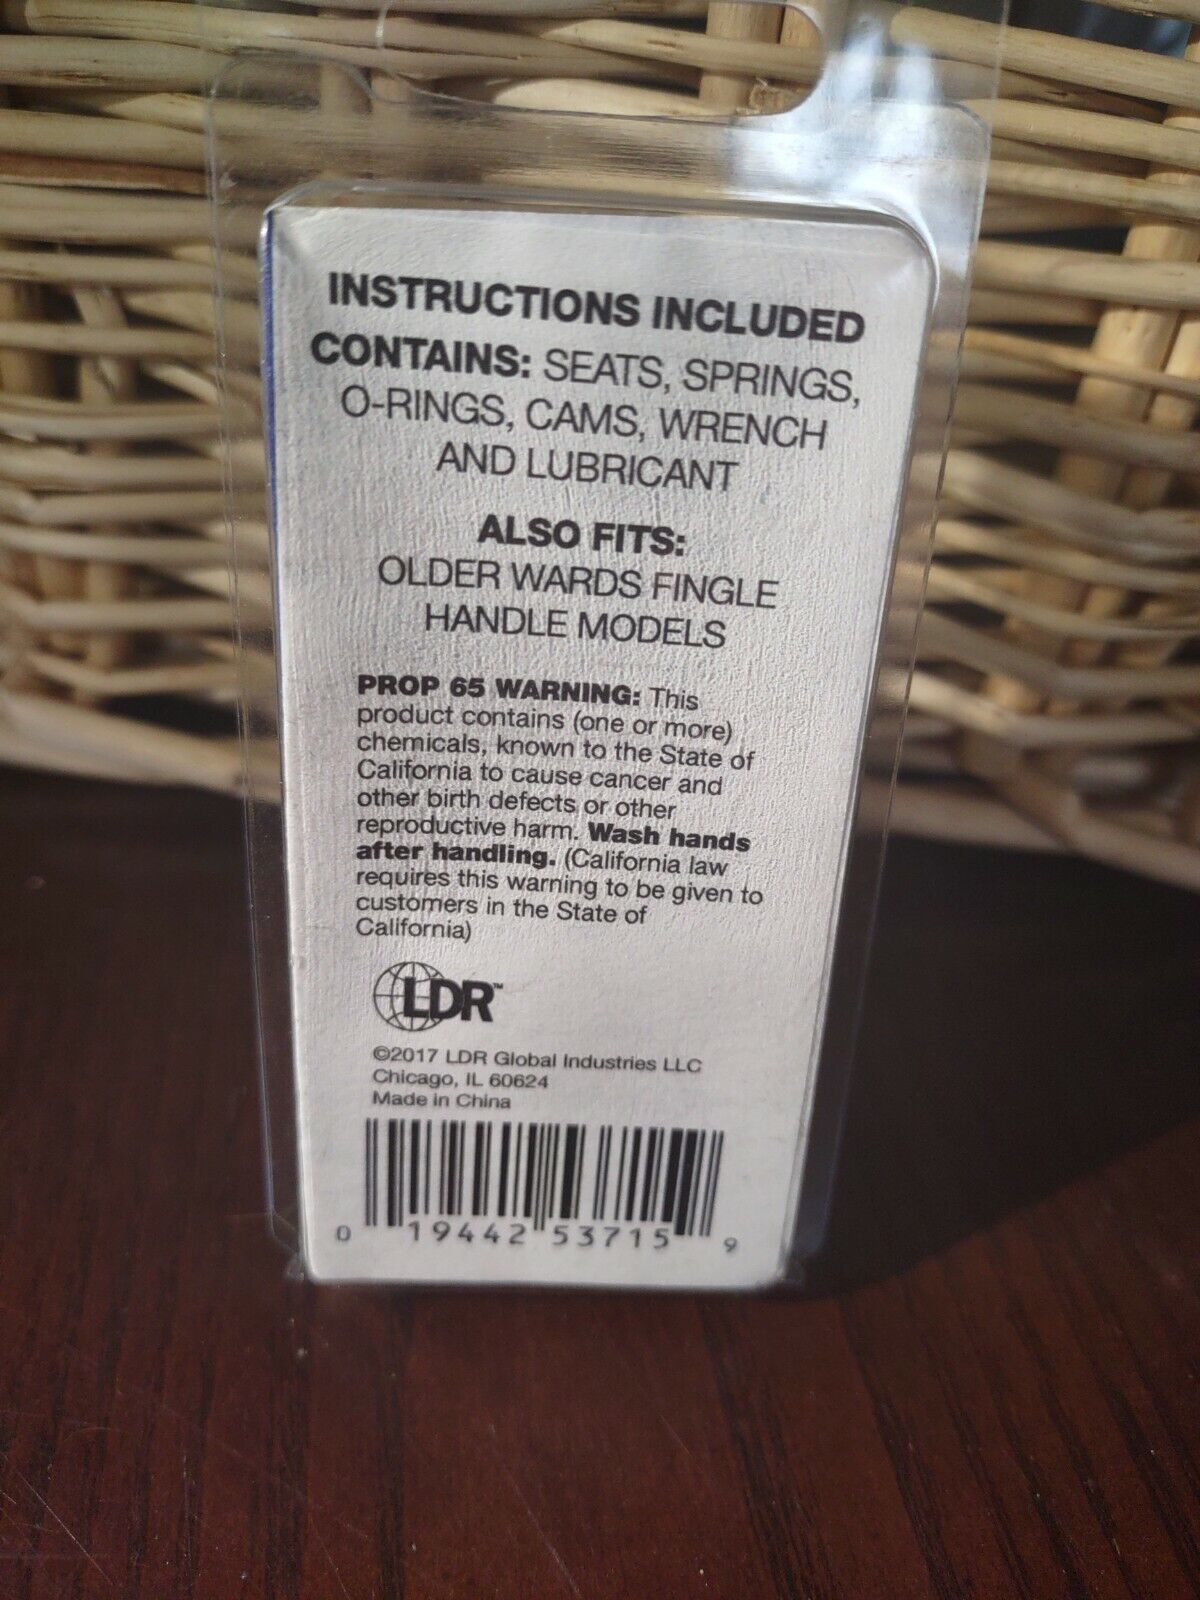 INSTRUCTIONS INCLUDED
CONTAINS: SEATS, SPRINGS,
O-RINGS, CAMS, WRENCH
AND LUBRICANT
ALSO FITS:
OLDER WARDS FINGLE
HANDLE MODELS
PROP 65 WARNING: This
product contains (one or more)
chemicals, known to the State of
California to cause cancer and
other birth defects or other
reproductive harm. Wash hands
after handling. (California law
requires this warning to be given to
customers in the State of
California)
LDR™
©2017 LDR Global Industries LLC
Chicago, IL 60624
Made in China
0 19442 53715 9